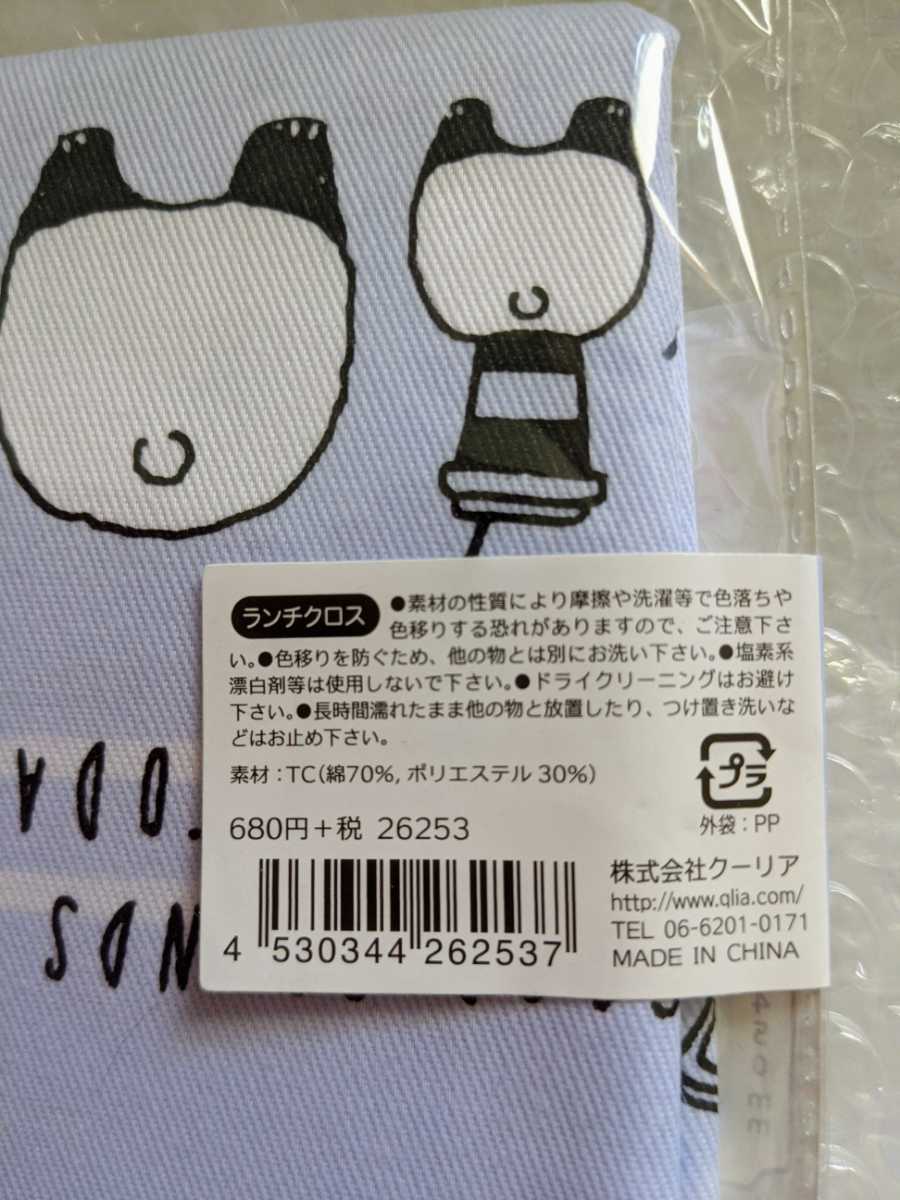 ランチクロス ●素材の性質により摩擦や洗濯等で色落ちや
色移りする恐れがありますので、ご注意下さ
い。●色移りを防ぐため、他の物とは別にお洗い下さい。●塩素系
漂白剤等は使用しないで下さい。●ドライクリーニングはお避け
下さい。●長時間濡れたまま他の物と放置したり、つけ置き洗いな
どはお止め下さい。
素材:TC(綿70%, ポリエステル 30%)
プラ
外袋:PP
680円+税 26253
4 530344 262537
株式会社クーリア
http://www.qlia.com/
TEL 06-6201-0171
MADE IN CHINA